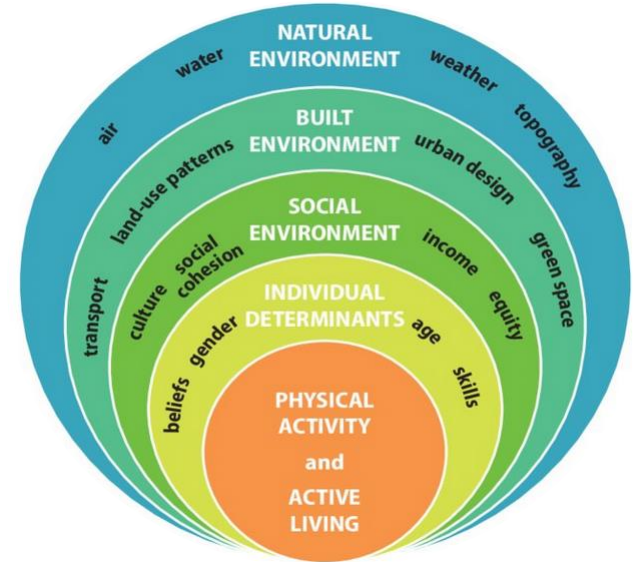 NATURAL
ENVIRONMENT
air
water
weather
topography
BUILT
ENVIRONMENT
transport
land-use patterns
urban design
green space
SOCIAL
ENVIRONMENT
culture
social
cohesion
income
equity
INDIVIDUAL
DETERMINANTS
beliefs
gender
age
skills
PHYSICAL
ACTIVITY
and
ACTIVE
LIVING